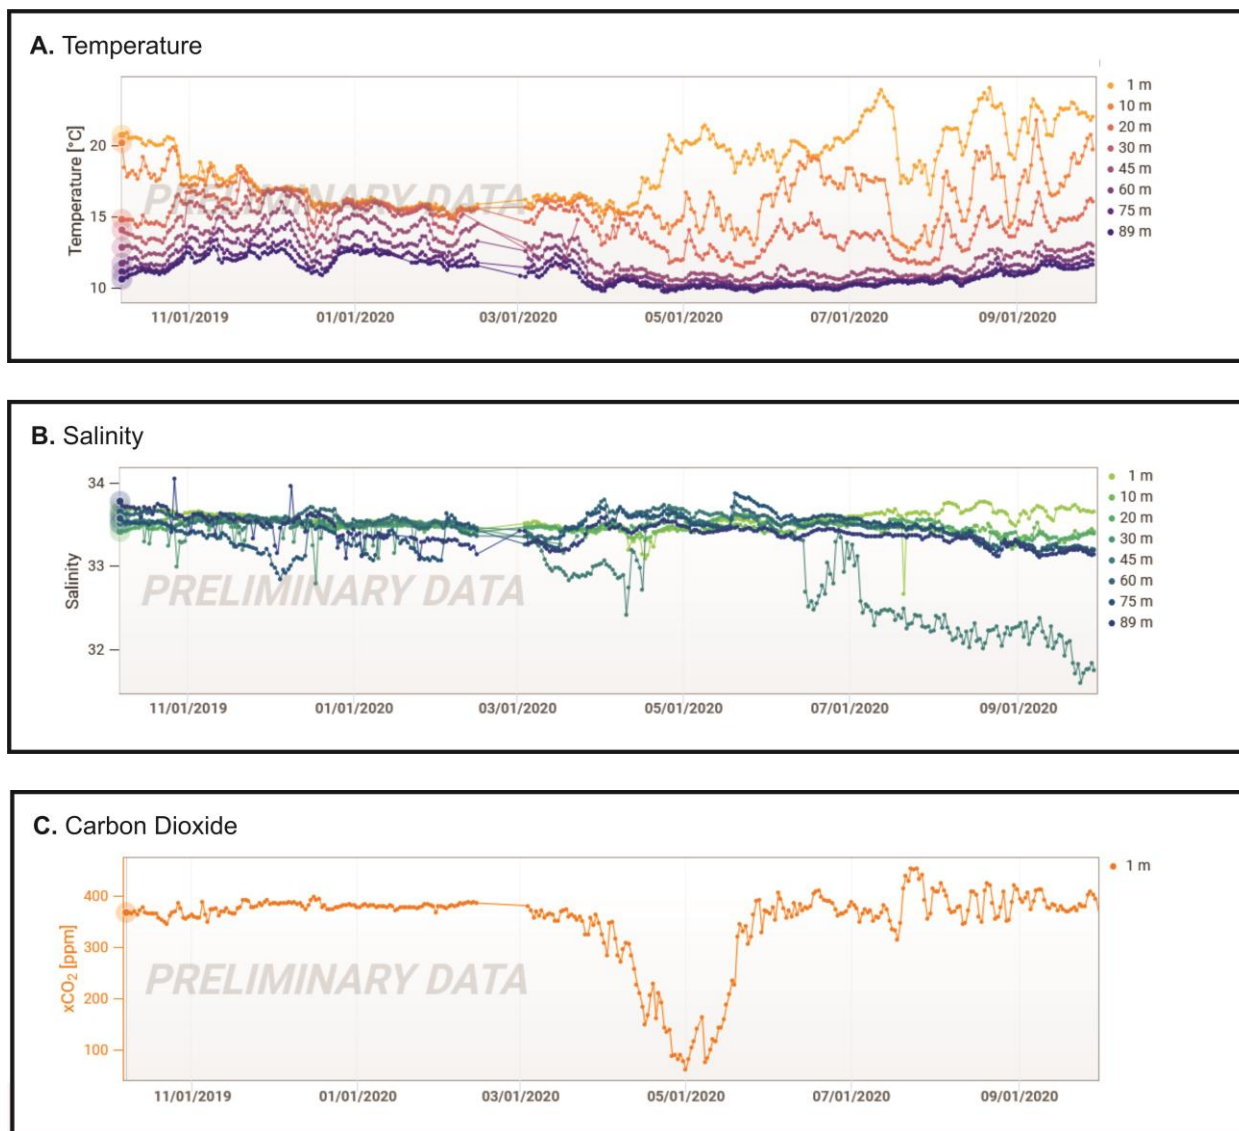 A. Temperature
Temperature [°C]
20
15
10
PRELIMINARY DATA
11/01/2019 01/01/2020 03/01/2020 05/01/2020 07/01/2020 09/01/2020
1 m
10 m
20 m
30 m
45 m
60 m
75 m
89 m
B. Salinity
Salinity
34
33
32
PRELIMINARY DATA
11/01/2019 01/01/2020 03/01/2020 05/01/2020 07/01/2020 09/01/2020
1 m
10 m
20 m
30 m
45 m
60 m
75 m
89 m
C. Carbon Dioxide
xCO₂ [ppm]
400
300
200
100
PRELIMINARY DATA
11/01/2019 01/01/2020 03/01/2020 05/01/2020 07/01/2020 09/01/2020
1 m